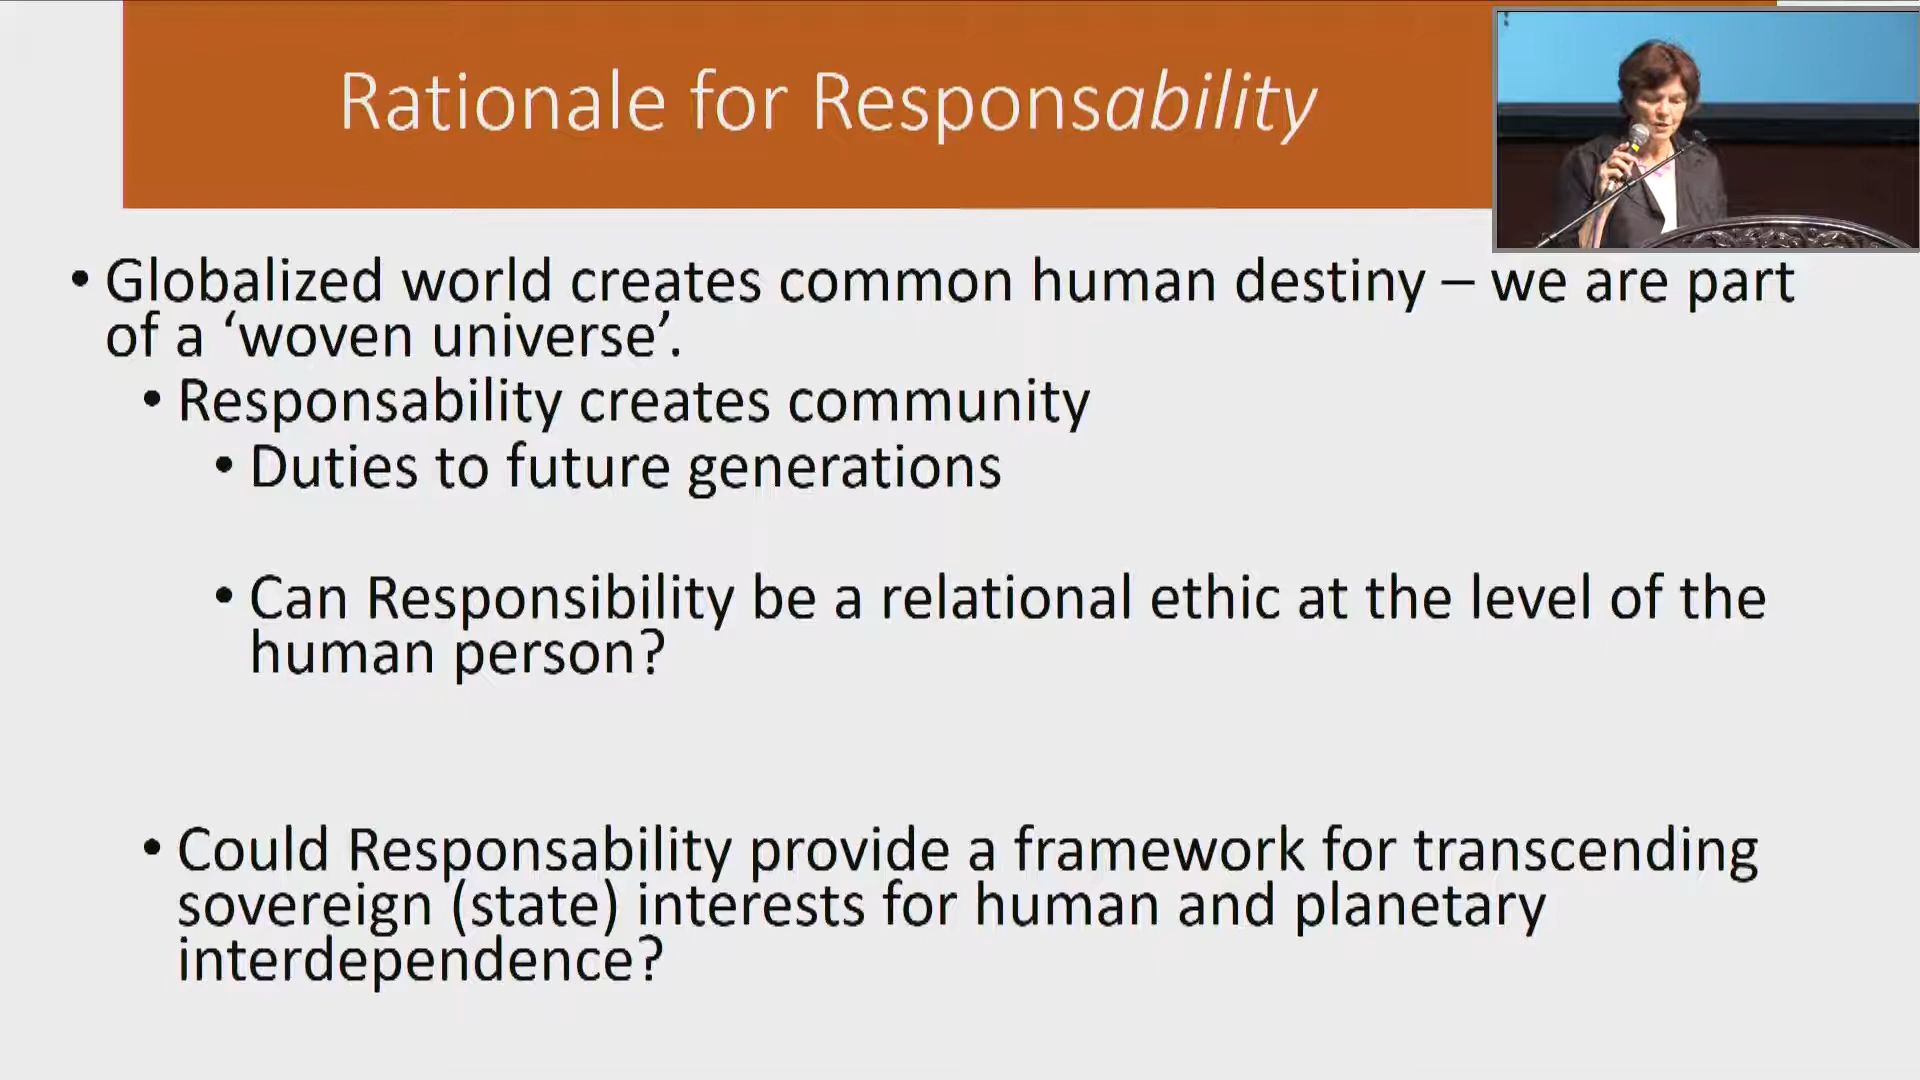 Rationale for Responsability
• Globalized world creates common human destiny – we are part
of a ‘woven universe’.
• Responsability creates community
• Duties to future generations
• Can Responsibility be a relational ethic at the level of the
human person?
• Could Responsability provide a framework for transcending
sovereign (state) interests for human and planetary
interdependence?